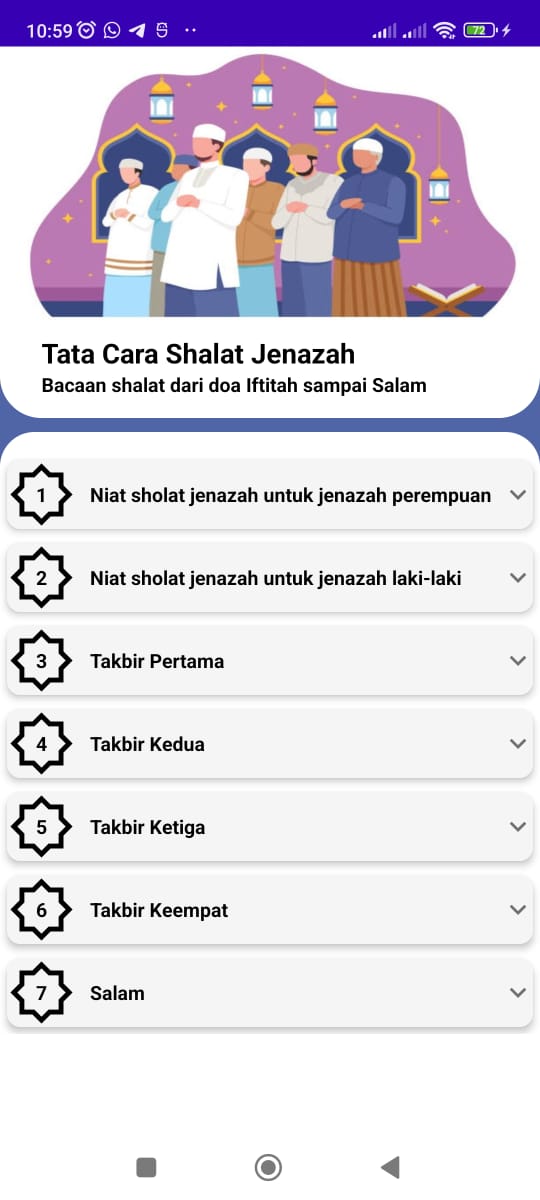 10:59
72
Tata Cara Shalat Jenazah
Bacaan shalat dari doa Iftitah sampai Salam
1 Niat sholat jenazah untuk jenazah perempuan
2 Niat sholat jenazah untuk jenazah laki-laki
3 Takbir Pertama
4 Takbir Kedua
5 Takbir Ketiga
6 Takbir Keempat
7 Salam